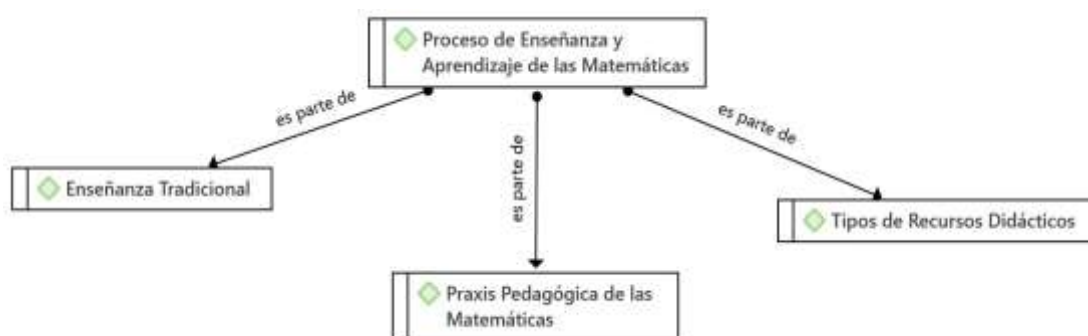 Proceso de Enseñanza y
Aprendizaje de las Matemáticas
es parte de
es parte de
es parte de
Enseñanza Tradicional
Tipos de Recursos Didácticos
Praxis Pedagógica de las
Matemáticas